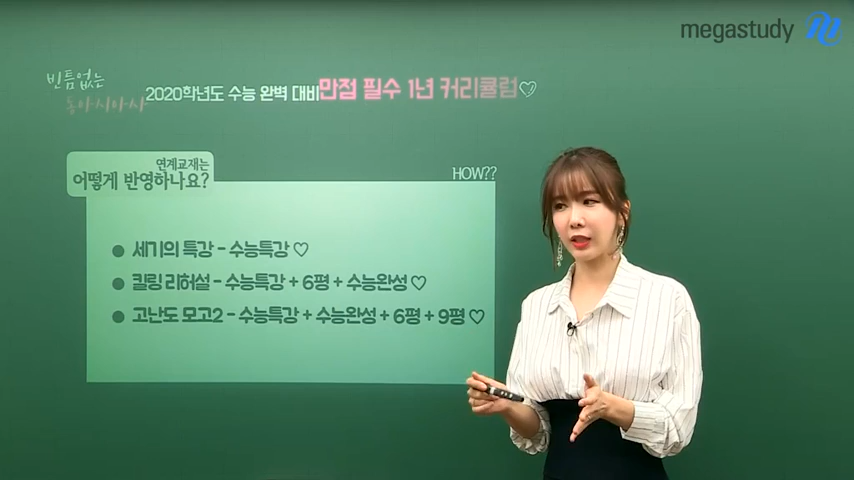 megastudy
빈틈없는
동아시아사
2020학년도 수능 완벽 대비 만점 필수 1년 커리큘럼♡
연계교재는
어떻게 반영하나요?
HOW??
● 세기의 특강 - 수능특강 ♡
● 킬링 리허설 - 수능특강 + 6평 + 수능완성 ♡
● 고난도 모고2 - 수능특강 + 수능완성 + 6평 + 9평 ♡